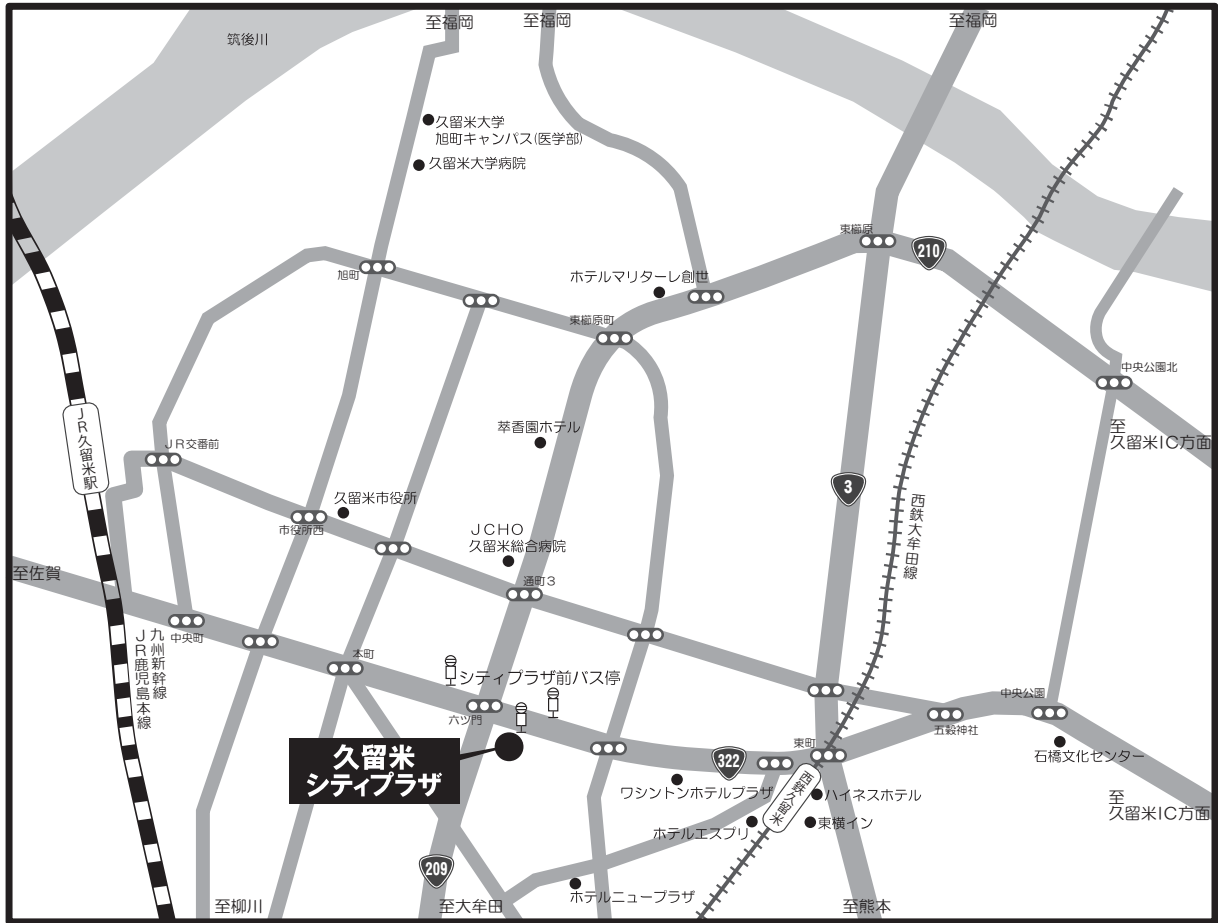 至福岡
至福岡
至福岡
筑後川
久留米大学
旭町キャンパス(医学部)
久留米大学病院
東櫛原
210
旭町
ホテルマリターレ創世
東櫛原町
中央公園北
至
久留米IC方面
萃香園ホテル
JR久留米駅
JR交番前
3
西鉄大牟田線
久留米市役所
市役所西
JCHO
久留米総合病院
通町3
至佐賀
中央町
九州新幹線
JR鹿児島本線
本町
シティプラザ前バス停
六ツ門
中央公園
五穀神社
東町
石橋文化センター
久留米
シティプラザ
322
ワシントンホテルプラザ
西鉄久留米
ハイネスホテル
至
久留米IC方面
東横イン
ホテルエスプリ
209
ホテルニュープラザ
至柳川
至大牟田
至熊本